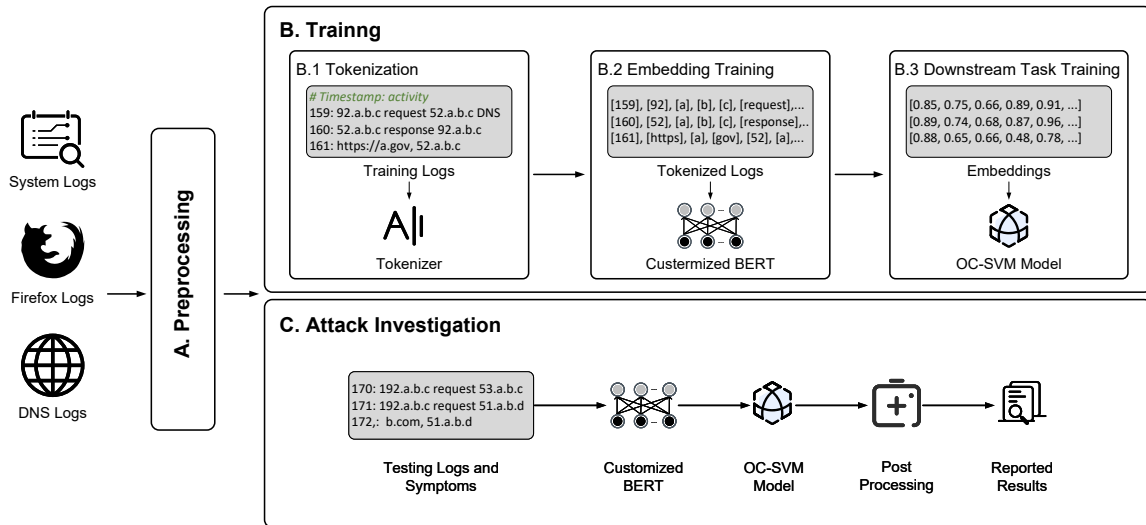 System Logs
Firefox Logs
DNS Logs
A. Preprocessing
B. Trainng
B.1 Tokenization
# Timestamp: activity
159: 92.a.b.c request 52.a.b.c DNS
160: 52.a.b.c response 92.a.b.c
161: https://a.gov, 52.a.b.c
Training Logs
A
Tokenizer
B.2 Embedding Training
[159], [92], [a], [b], [c], [request],...
[160], [52], [a], [b], [c], [response],..
[161], [https], [a], [gov], [52], [a],...
Tokenized Logs
Custermized BERT
B.3 Downstream Task Training
[0.85, 0.75, 0.66, 0.89, 0.91, ...]
[0.89, 0.74, 0.68, 0.87, 0.96, ...]
[0.88, 0.65, 0.66, 0.48, 0.78, ...]
Embeddings
OC-SVM Model
C. Attack Investigation
170: 192.a.b.c request 53.a.b.c
171: 192.a.b.c request 51.a.b.d
172,: b.com, 51.a.b.d
Testing Logs and
Symptoms
Customized
BERT
OC-SVM
Model
Post
Processing
Reported
Results